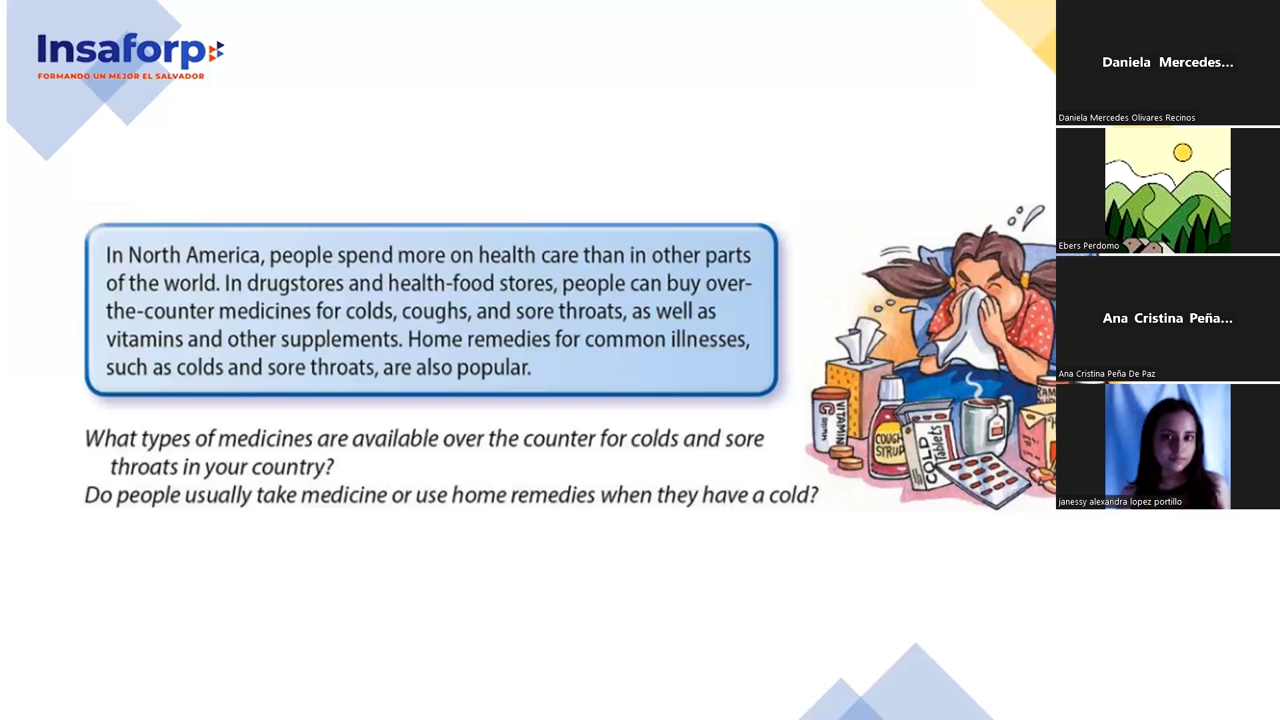 Insaforp
FORMANDO UN MEJOR EL SALVADOR
In North America, people spend more on health care than in other parts
of the world. In drugstores and health-food stores, people can buy over-
the-counter medicines for colds, coughs, and sore throats, as well as
vitamins and other supplements. Home remedies for common illnesses,
such as colds and sore throats, are also popular.
What types of medicines are available over the counter for colds and sore
throats in your country?
Do people usually take medicine or use home remedies when they have a cold?
VITAMIN
C
COUGH
SYRUP
COLD
Tablets
Daniela Mercedes...
Daniela Mercedes Olivares Recinos
Ebers Perdomo
Ana Cristina Peña...
Ana Cristina Peña De Paz
janessy alexandra lopez portillo